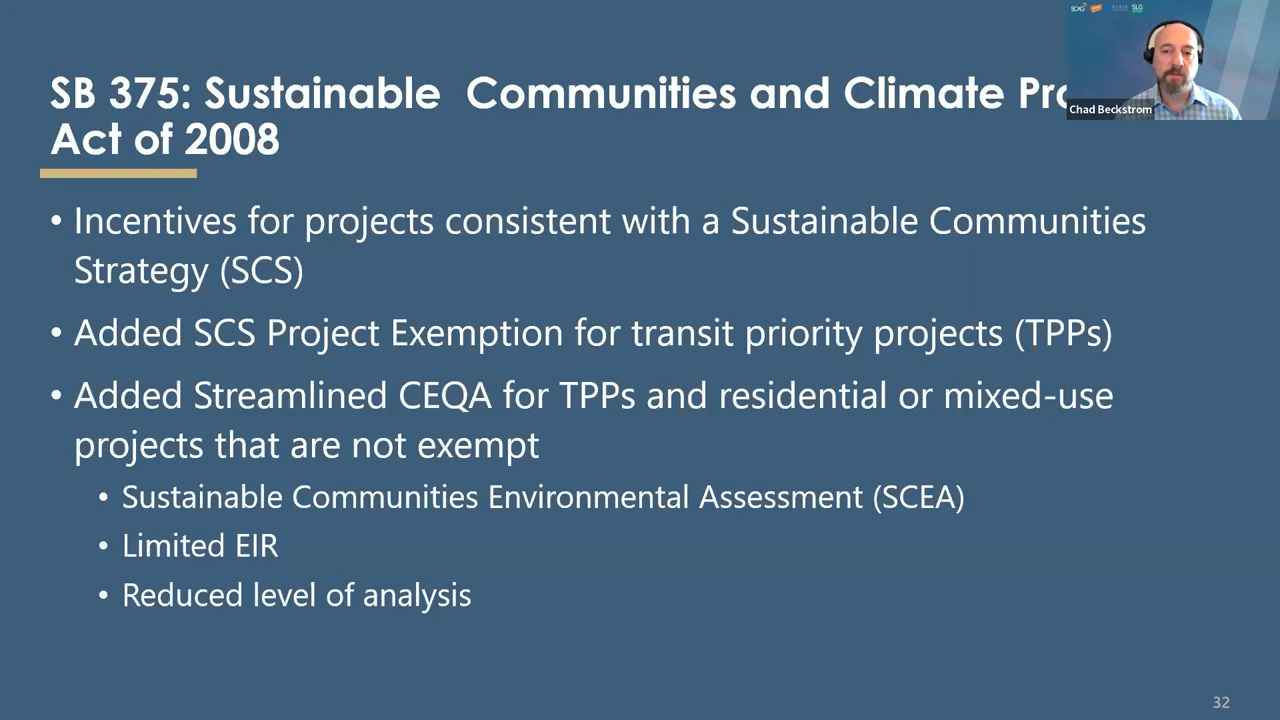 SCAG
SLG
SB 375: Sustainable Communities and Climate
Chad Beckstrom
Act of 2008
• Incentives for projects consistent with a Sustainable Communities
Strategy (SCS)
• Added SCS Project Exemption for transit priority projects (TPPs)
• Added Streamlined CEQA for TPPs and residential or mixed-use
projects that are not exempt
• Sustainable Communities Environmental Assessment (SCEA)
• Limited EIR
• Reduced level of analysis
32